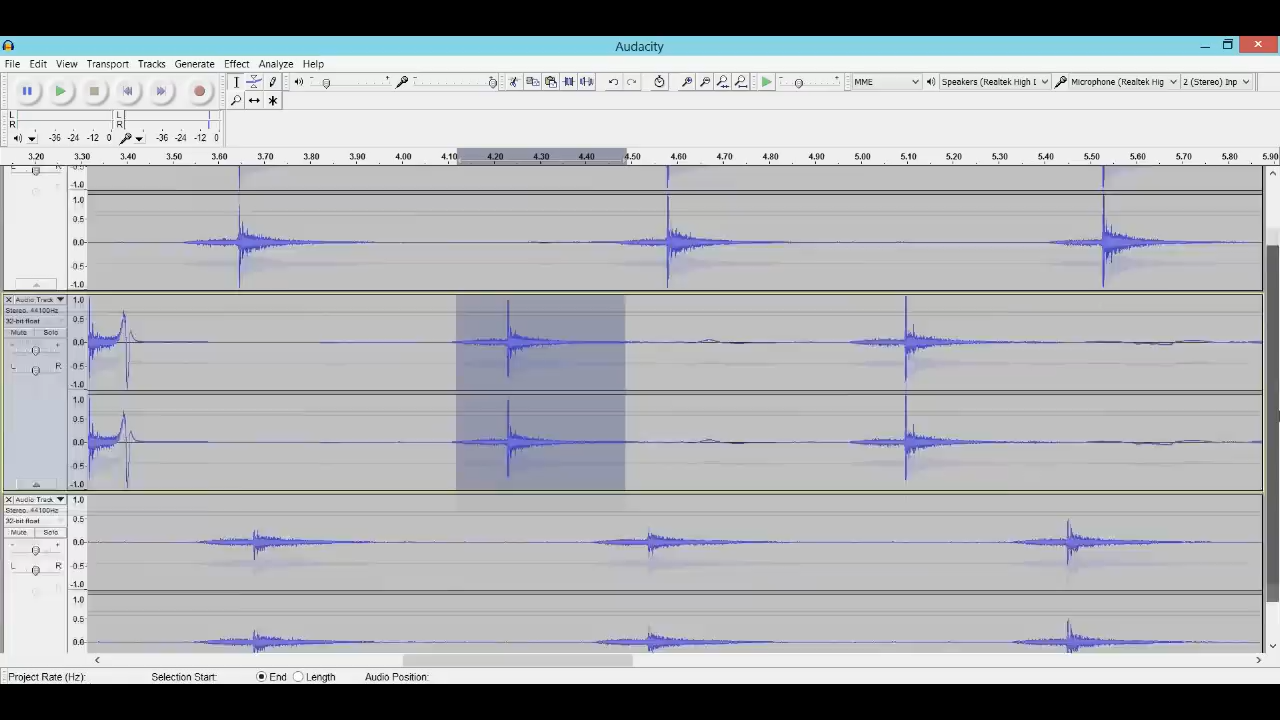 Audacity
File Edit View Transport Tracks Generate Effect Analyze Help
MME Speakers (Realtek High D Microphone (Realtek Hig 2 (Stereo) Inp
L
R
L
R
-36 -24 -12 0 -36 -24 -12 0
3.20 3.30 3.40 3.50 3.60 3.70 3.80 3.90 4.00 4.10 4.20 4.30 4.40 4.50 4.60 4.70 4.80 4.90 5.00 5.10 5.20 5.30 5.40 5.50 5.60 5.70 5.80 5.90
L R -0.5
-1.0
1.0
0.5
0.0-
-0.5
-1.0
Audio Track 1.0
Stereo, 44100Hz
32-bit float 0.5
Mute Solo
- + 0.0-
L R -0.5
-1.0
1.0
0.5
0.0-
-0.5
-1.0
Audio Track 1.0
Stereo, 44100Hz
32-bit float 0.5
Mute Solo
- + 0.0-
L R -0.5
-1.0
1.0
0.5
0.0-
Project Rate (Hz): Selection Start: End Length Audio Position: